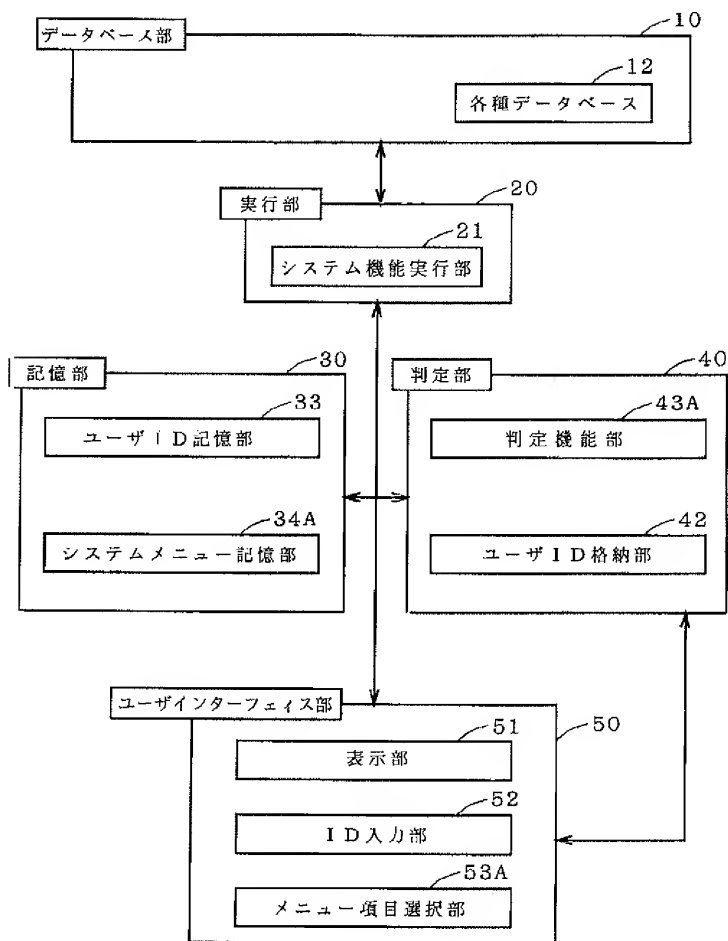 10
データベース部
12
各種データベース
20
実行部
21
システム機能実行部
30
記憶部
33
ユーザID記憶部
34A
システムメニュー記憶部
40
判定部
43A
判定機能部
42
ユーザID格納部
ユーザインターフェイス部
50
51
表示部
52
ID入力部
53A
メニュー項目選択部